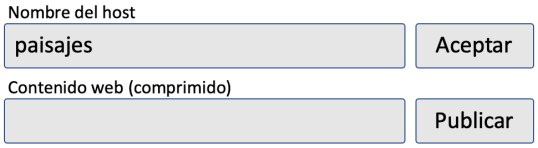 Nombre del host
paisajes Aceptar
Contenido web (comprimido)
Publicar